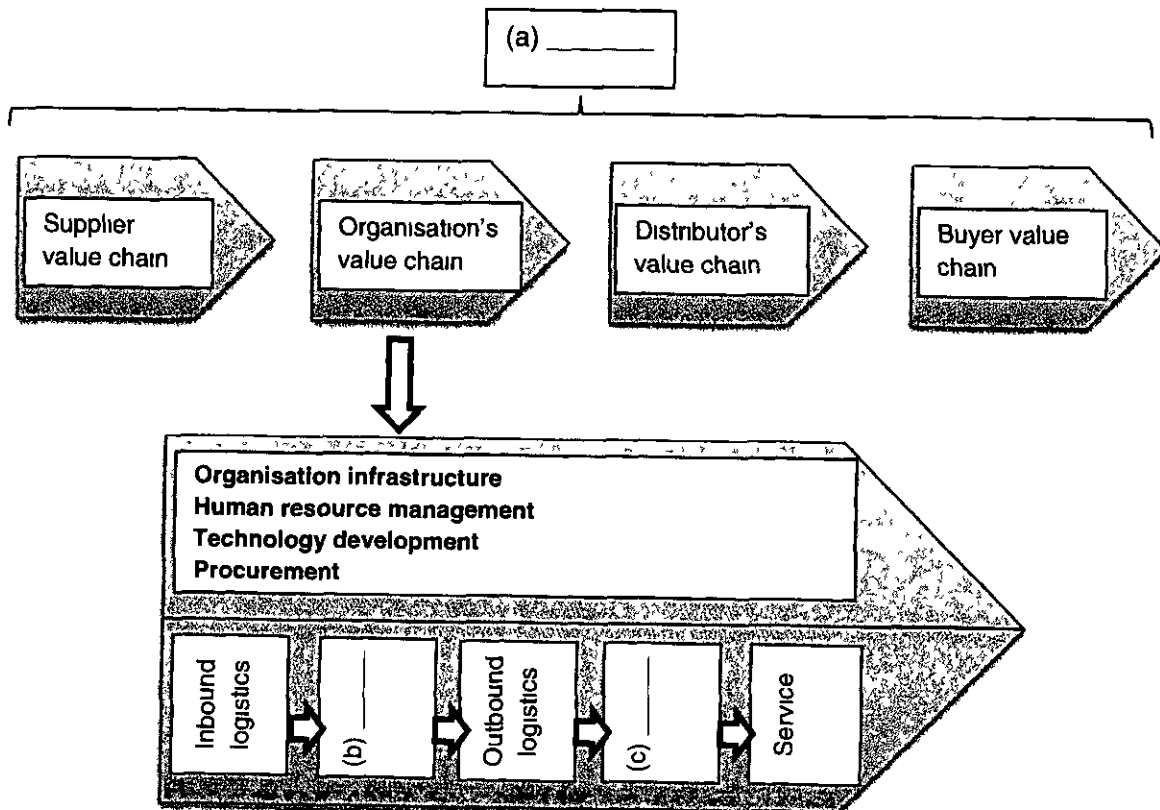 (a) __________
Supplier
value chain
Organisation's
value chain
Distributor's
value chain
Buyer value
chain
Organisation infrastructure
Human resource management
Technology development
Procurement
Inbound
logistics
(b) ______
Outbound
logistics
(c) ______
Service